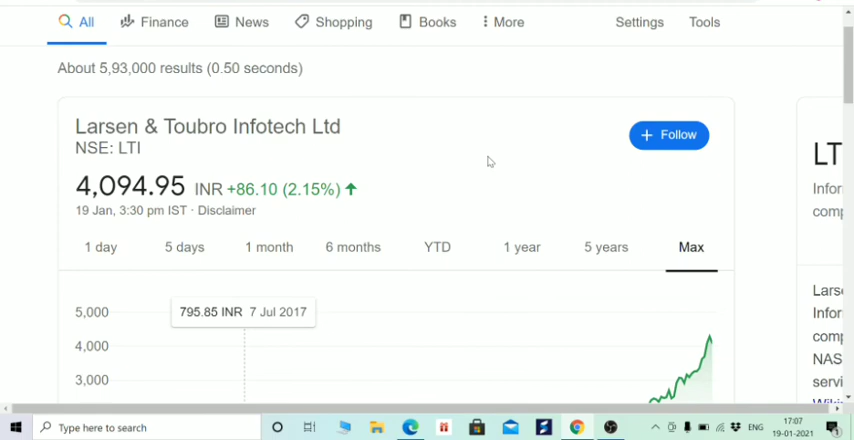 All Finance News Shopping Books More Settings Tools
About 5,93,000 results (0.50 seconds)
Larsen & Toubro Infotech Ltd
NSE: LTI
+ Follow
4,094.95 INR +86.10 (2.15%)
19 Jan, 3:30 pm IST · Disclaimer
1 day 5 days 1 month 6 months YTD 1 year 5 years Max
795.85 INR 7 Jul 2017
5,000
4,000
3,000
LT
Infor
comp
Larse
Infor
comp
NAS
servi
Type here to search
ENG
17:07
19-01-2021